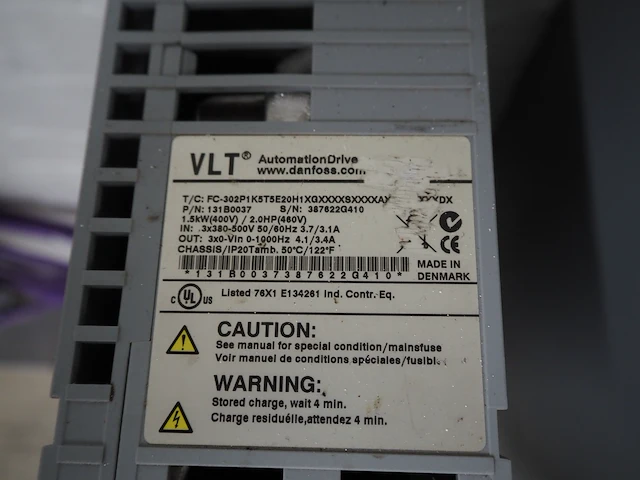 VLT® AutomationDrive
www.danfoss.com
T/C: FC-302P1K5T5E20H1XGXXXXSXXXXAX XXXDX
P/N: 131B0037 S/N: 387622G410
1.5kW(400V) / 2.0HP(460V)
IN: 3x380-500V 50/60Hz 3.7/3.1A
OUT: 3x0-Vin 0-1000Hz 4.1/3.4A
CHASSIS/IP20Tamb. 50°C/122°F
*131B0037387622G410*
MADE IN
DENMARK
c UL US Listed 76X1 E134261 Ind. Contr. Eq.
CAUTION:
See manual for special condition/mainsfuse
Voir manuel de conditions spéciales/fusible
WARNING:
Stored charge, wait 4 min.
Charge residuélle,attendez 4 min.